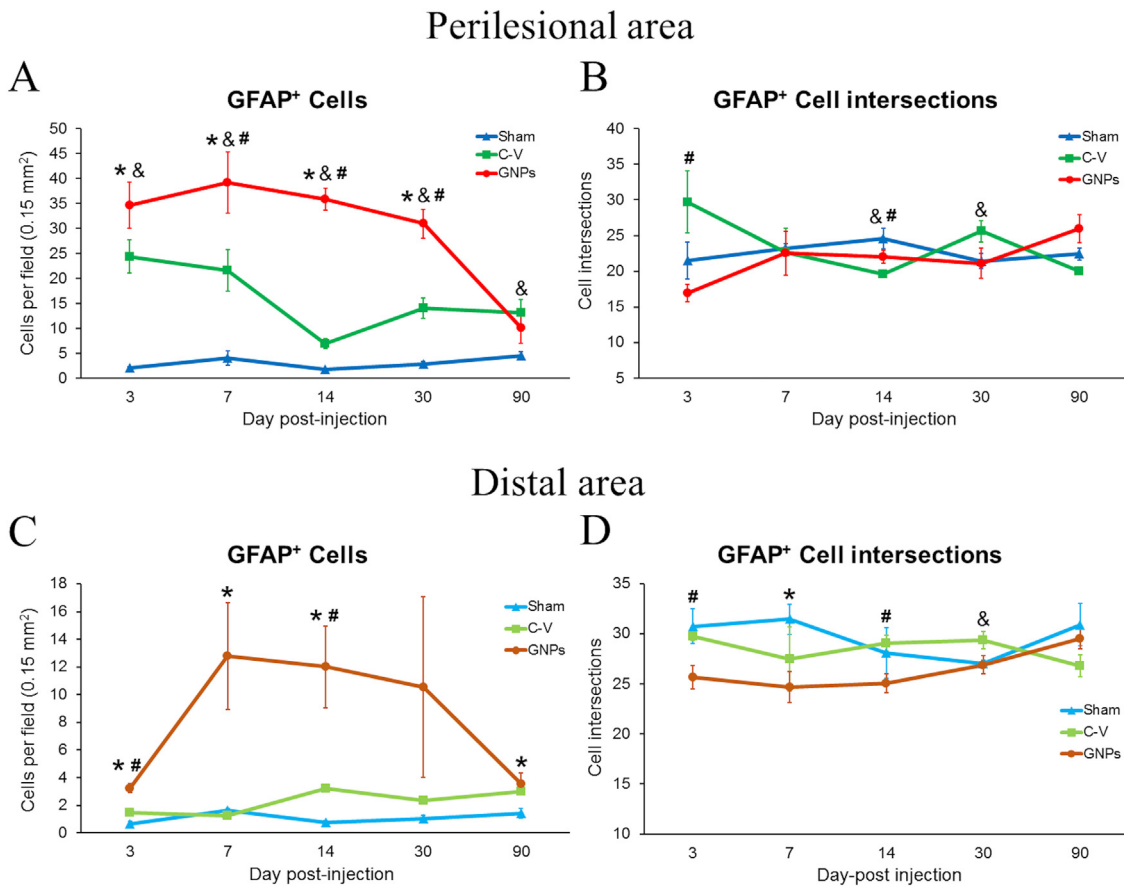 Perilesional area
A
GFAP⁺ Cells
Cells per field (0.15 mm²)
50
45
40
35
30
25
20
15
10
5
0
* &
* & #
* & #
* & #
&
Sham
C-V
GNPs
3 7 14 30 90
Day post-injection
B
GFAP⁺ Cell intersections
Cell intersections
40
35
30
25
20
15
10
5
#
& #
&
Sham
C-V
GNPs
3 7 14 30 90
Day post-injection
Distal area
C
GFAP⁺ Cells
Cells per field (0.15 mm²)
18
16
14
12
10
8
6
4
2
0
* #
*
* #
*
Sham
C-V
GNPs
3 7 14 30 90
Day post-injection
D
GFAP⁺ Cell intersections
Cell intersections
35
30
25
20
15
10
#
*
#
&
Sham
C-V
GNPs
3 7 14 30 90
Day-post injection